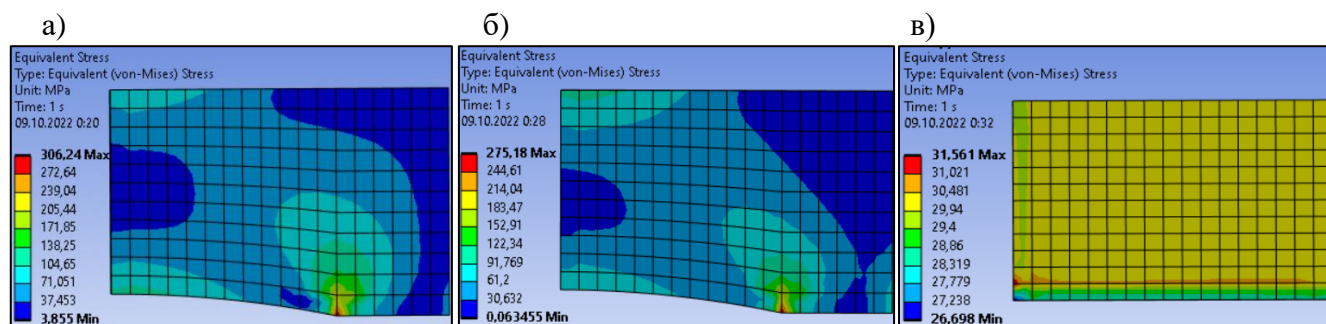 а)
Equivalent Stress
Type: Equivalent (von-Mises) Stress
Unit: MPa
Time: 1 s
09.10.2022 0:20
306,24 Max
272,64
239,04
205,44
171,85
138,25
104,65
71,051
37,453
3,855 Min
б)
Equivalent Stress
Type: Equivalent (von-Mises) Stress
Unit: MPa
Time: 1 s
09.10.2022 0:28
275,18 Max
244,61
214,04
183,47
152,91
122,34
91,769
61,2
30,632
0,063455 Min
в)
Equivalent Stress
Type: Equivalent (von-Mises) Stress
Unit: MPa
Time: 1 s
09.10.2022 0:32
31,561 Max
31,021
30,481
29,94
29,4
28,86
28,319
27,779
27,238
26,698 Min